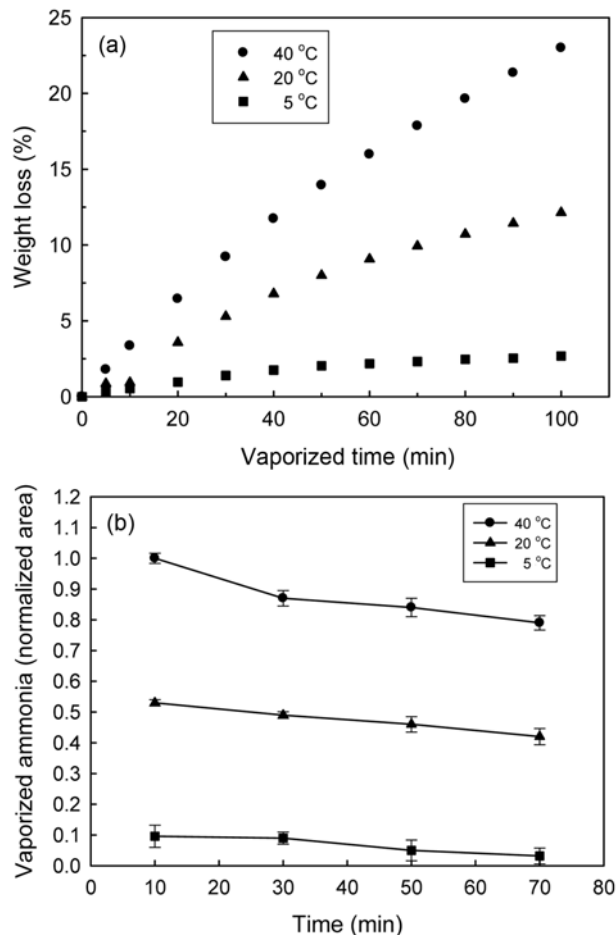 (a)
40 °C
20 °C
5 °C
Weight loss (%)
25
20
15
10
5
0
0 20 40 60 80 100
Vaporized time (min)
(b)
40 °C
20 °C
5 °C
Vaporized ammonia (normalized area)
1.2
1.1
1.0
0.9
0.8
0.7
0.6
0.5
0.4
0.3
0.2
0.1
0.0
0 10 20 30 40 50 60 70 80
Time (min)